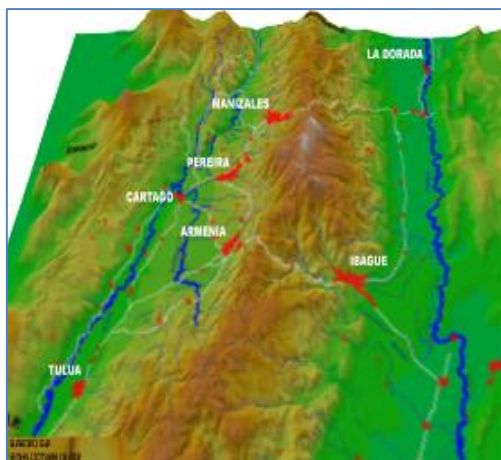 LA DORADA
MANIZALES
PEREIRA
CARTAGO
ARMENIA
IBAGUE
TULUA